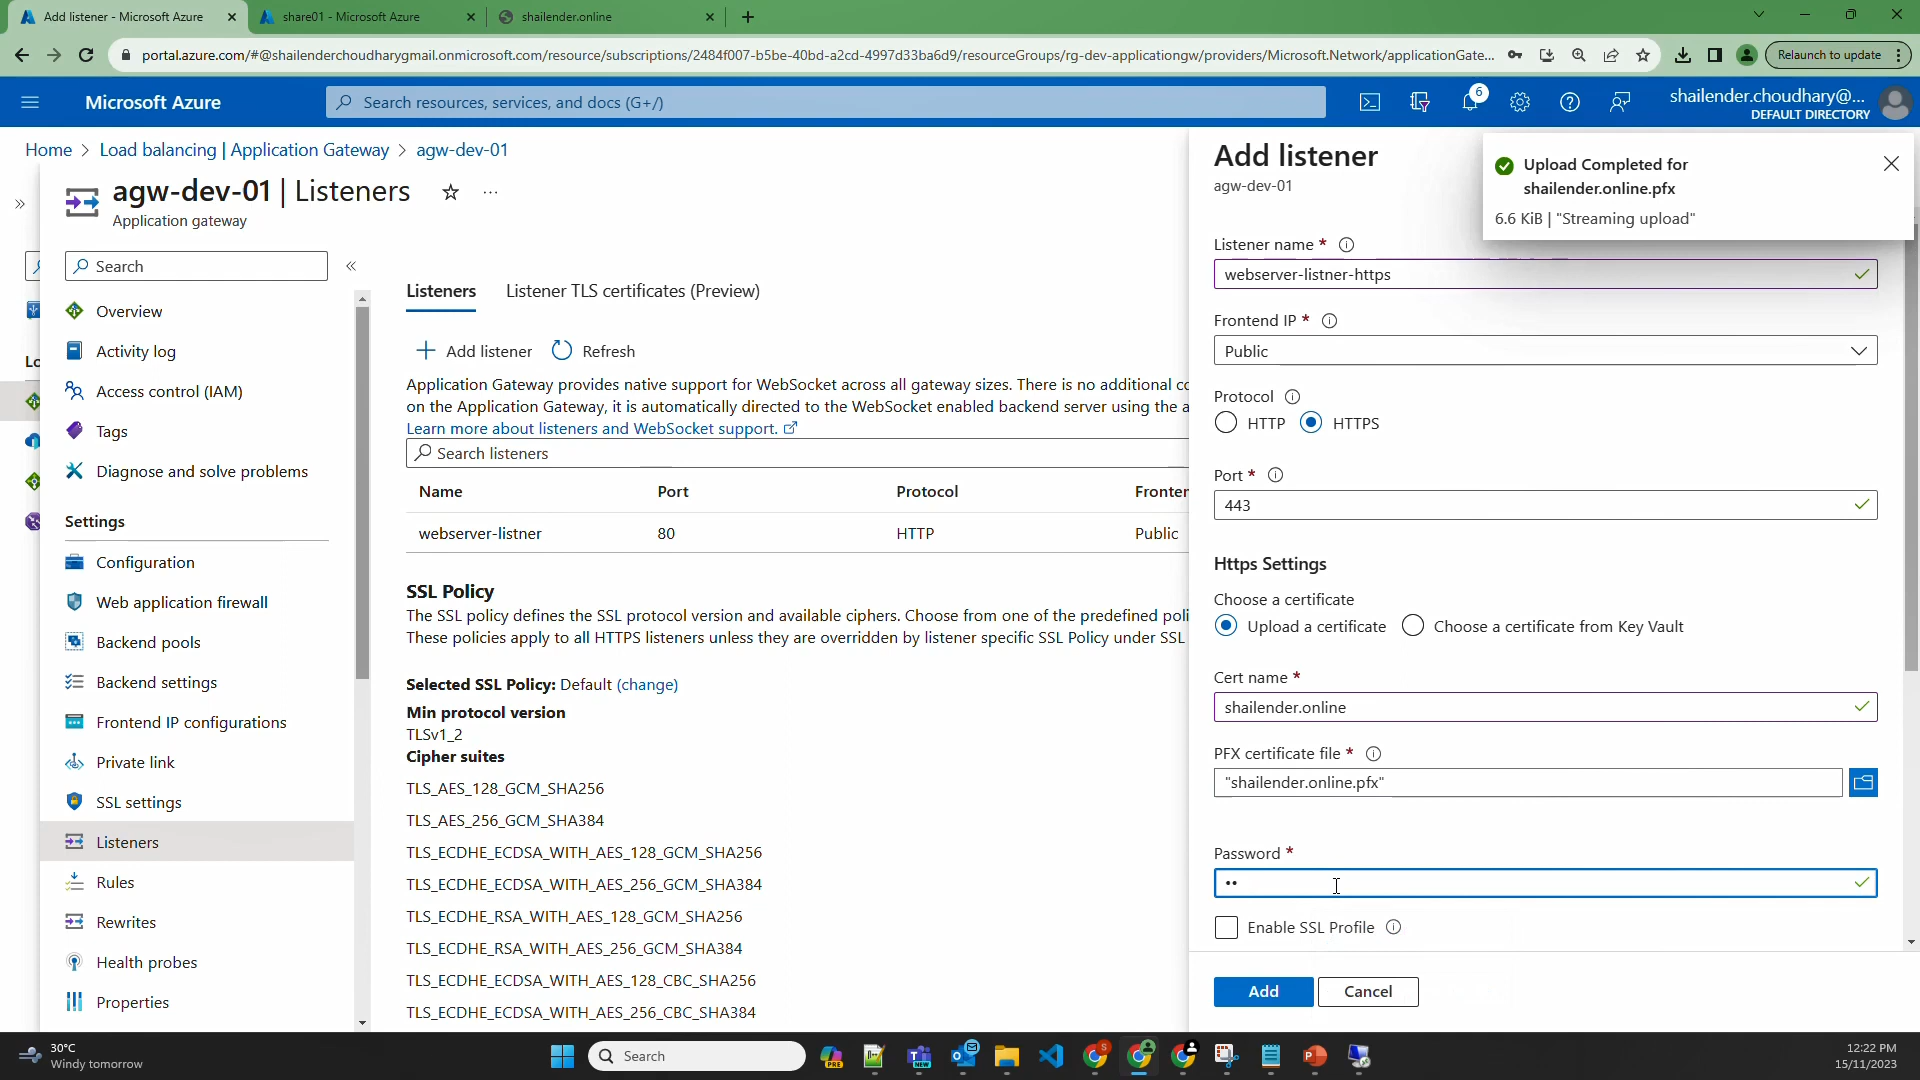 Add listener - Microsoft Azure
share01 - Microsoft Azure
shailender.online
portal.azure.com/#@shailenderchoudharygmail.onmicrosoft.com/resource/subscriptions/2484f007-b5be-40bd-a2cd-4997d33ba6d9/resourceGroups/rg-dev-applicationgw/providers/Microsoft.Network/applicationGate...
Relaunch to update
Microsoft Azure
Search resources, services, and docs (G+/)
6
shailender.choudhary@...
DEFAULT DIRECTORY
Home > Load balancing | Application Gateway > agw-dev-01
agw-dev-01 | Listeners
Application gateway
Search
Overview
Activity log
Access control (IAM)
Tags
Diagnose and solve problems
Settings
Configuration
Web application firewall
Backend pools
Backend settings
Frontend IP configurations
Private link
SSL settings
Listeners
Rules
Rewrites
Health probes
Properties
Lo
Listeners
Listener TLS certificates (Preview)
Add listener
Refresh
Application Gateway provides native support for WebSocket across all gateway sizes. There is no additional co
on the Application Gateway, it is automatically directed to the WebSocket enabled backend server using the a
Learn more about listeners and WebSocket support.
Search listeners
Name Port Protocol Fronter
webserver-listner 80 HTTP Public
SSL Policy
The SSL policy defines the SSL protocol version and available ciphers. Choose from one of the predefined poli
These policies apply to all HTTPS listeners unless they are overridden by listener specific SSL Policy under SSL
Selected SSL Policy: Default (change)
Min protocol version
TLSv1_2
Cipher suites
TLS_AES_128_GCM_SHA256
TLS_AES_256_GCM_SHA384
TLS_ECDHE_ECDSA_WITH_AES_128_GCM_SHA256
TLS_ECDHE_ECDSA_WITH_AES_256_GCM_SHA384
TLS_ECDHE_RSA_WITH_AES_128_GCM_SHA256
TLS_ECDHE_RSA_WITH_AES_256_GCM_SHA384
TLS_ECDHE_ECDSA_WITH_AES_128_CBC_SHA256
TLS_ECDHE_ECDSA_WITH_AES_256_CBC_SHA384
Add listener
agw-dev-01
Upload Completed for
shailender.online.pfx
6.6 KiB | "Streaming upload"
Listener name *
webserver-listner-https
Frontend IP *
Public
Protocol
HTTP
HTTPS
Port *
443
Https Settings
Choose a certificate
Upload a certificate
Choose a certificate from Key Vault
Cert name *
shailender.online
PFX certificate file *
"shailender.online.pfx"
Password *
••
Enable SSL Profile
Add
Cancel
30°C
Windy tomorrow
Search
PRE
NEW
S
12:22 PM
15/11/2023